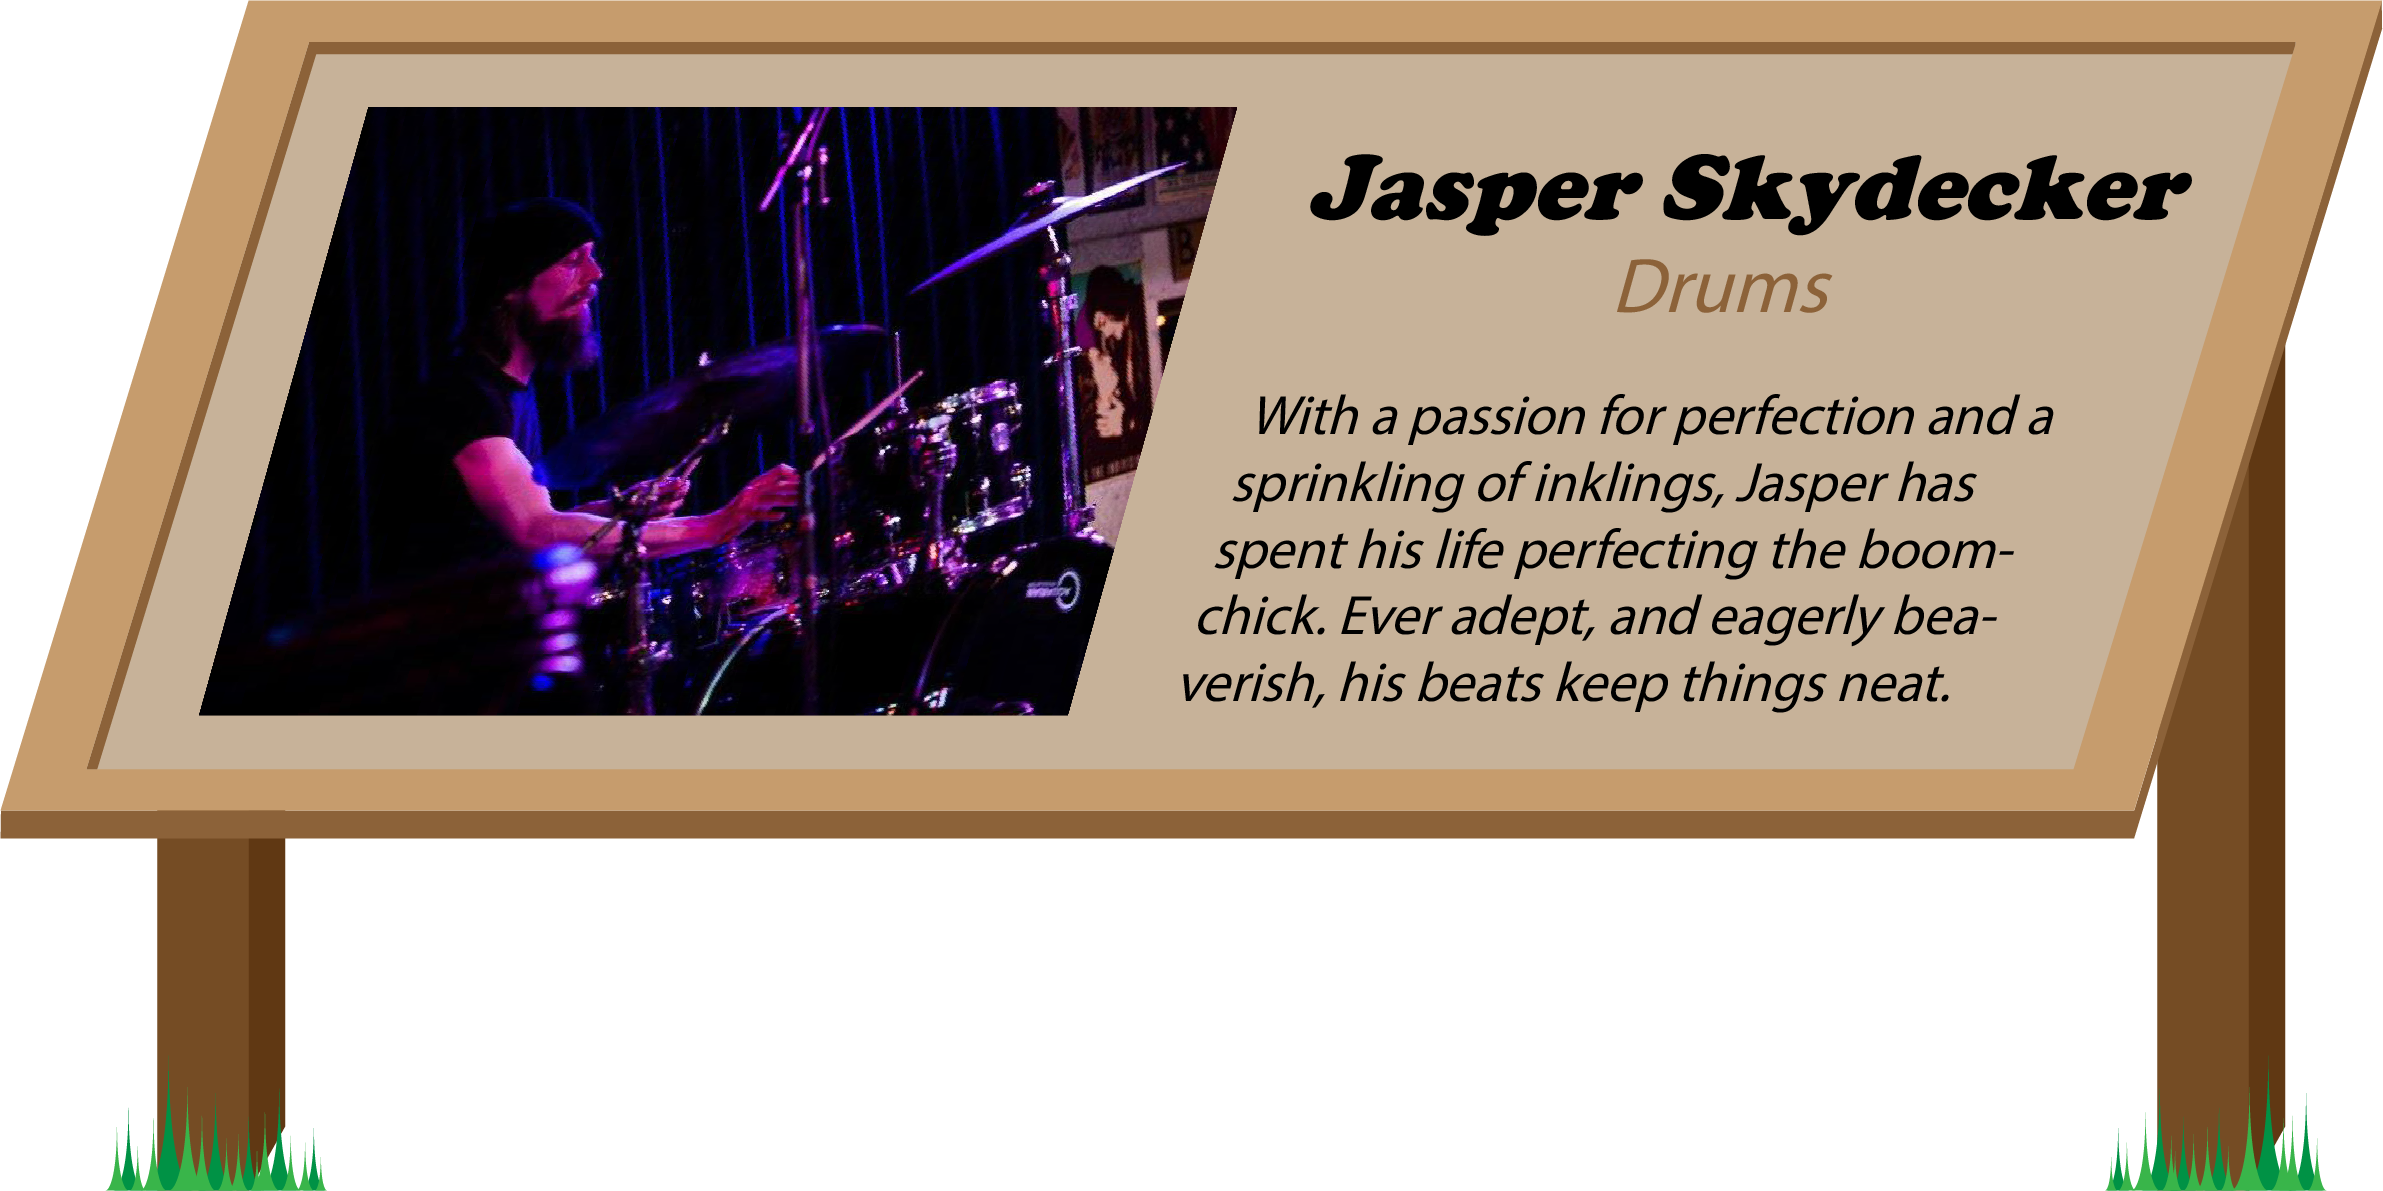 Jasper Skydecker
Drums
With a passion for perfection and a
sprinkling of inklings, Jasper has
spent his life perfecting the boom-
chick. Ever adept, and eagerly bea-
verish, his beats keep things neat.